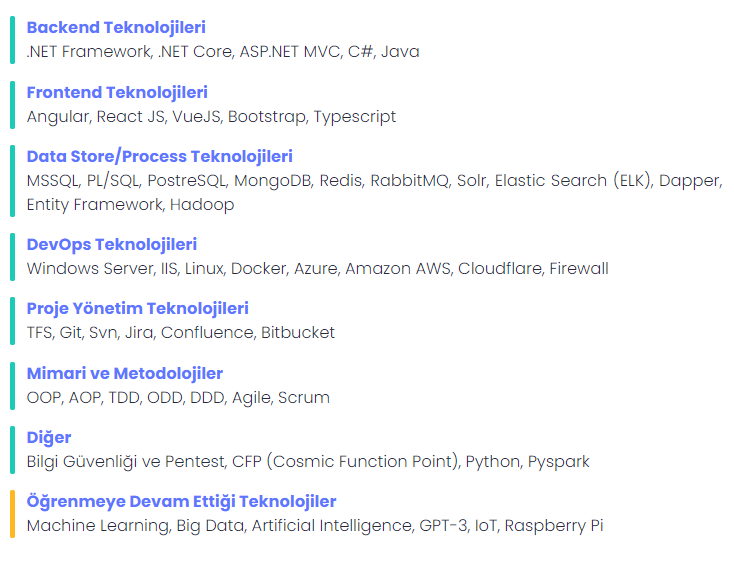 Backend Teknolojileri
.NET Framework, .NET Core, ASP.NET MVC, C#, Java
Frontend Teknolojileri
Angular, React JS, VueJS, Bootstrap, Typescript
Data Store/Process Teknolojileri
MSSQL, PL/SQL, PostreSQL, MongoDB, Redis, RabbitMQ, Solr, Elastic Search (ELK), Dapper,
Entity Framework, Hadoop
DevOps Teknolojileri
Windows Server, IIS, Linux, Docker, Azure, Amazon AWS, Cloudflare, Firewall
Proje Yönetim Teknolojileri
TFS, Git, Svn, Jira, Confluence, Bitbucket
Mimari ve Metodolojiler
OOP, AOP, TDD, ODD, DDD, Agile, Scrum
Diğer
Bilgi Güvenliği ve Pentest, CFP (Cosmic Function Point), Python, Pyspark
Öğrenmeye Devam Ettiği Teknolojiler
Machine Learning, Big Data, Artificial Intelligence, GPT-3, IoT, Raspberry Pi